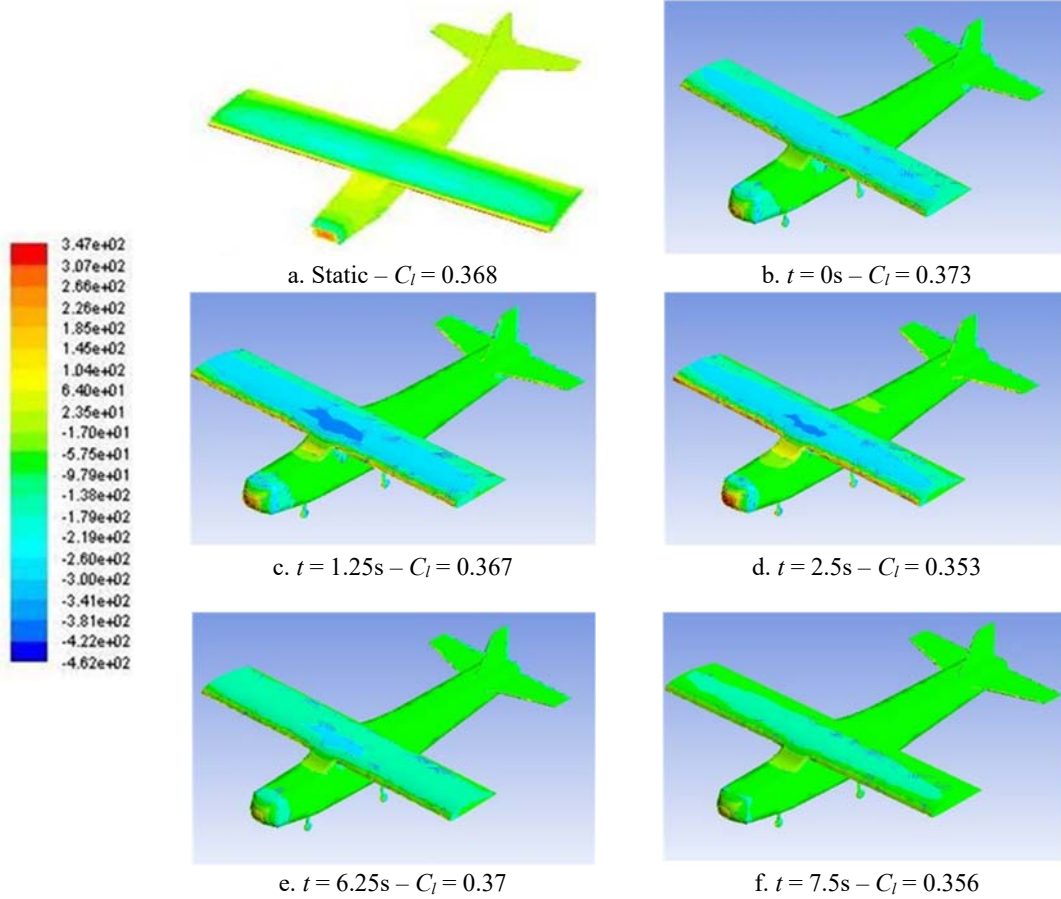 a. Static – Cₗ = 0.368
b. t = 0s – Cₗ = 0.373
3.47e+02
3.07e+02
2.66e+02
2.26e+02
1.85e+02
1.45e+02
1.04e+02
6.40e+01
2.35e+01
-1.70e+01
-5.75e+01
-9.79e+01
-1.38e+02
-1.79e+02
-2.19e+02
-2.60e+02
-3.00e+02
-3.41e+02
-3.81e+02
-4.22e+02
-4.62e+02
c. t = 1.25s – Cₗ = 0.367
d. t = 2.5s – Cₗ = 0.353
e. t = 6.25s – Cₗ = 0.37
f. t = 7.5s – Cₗ = 0.356